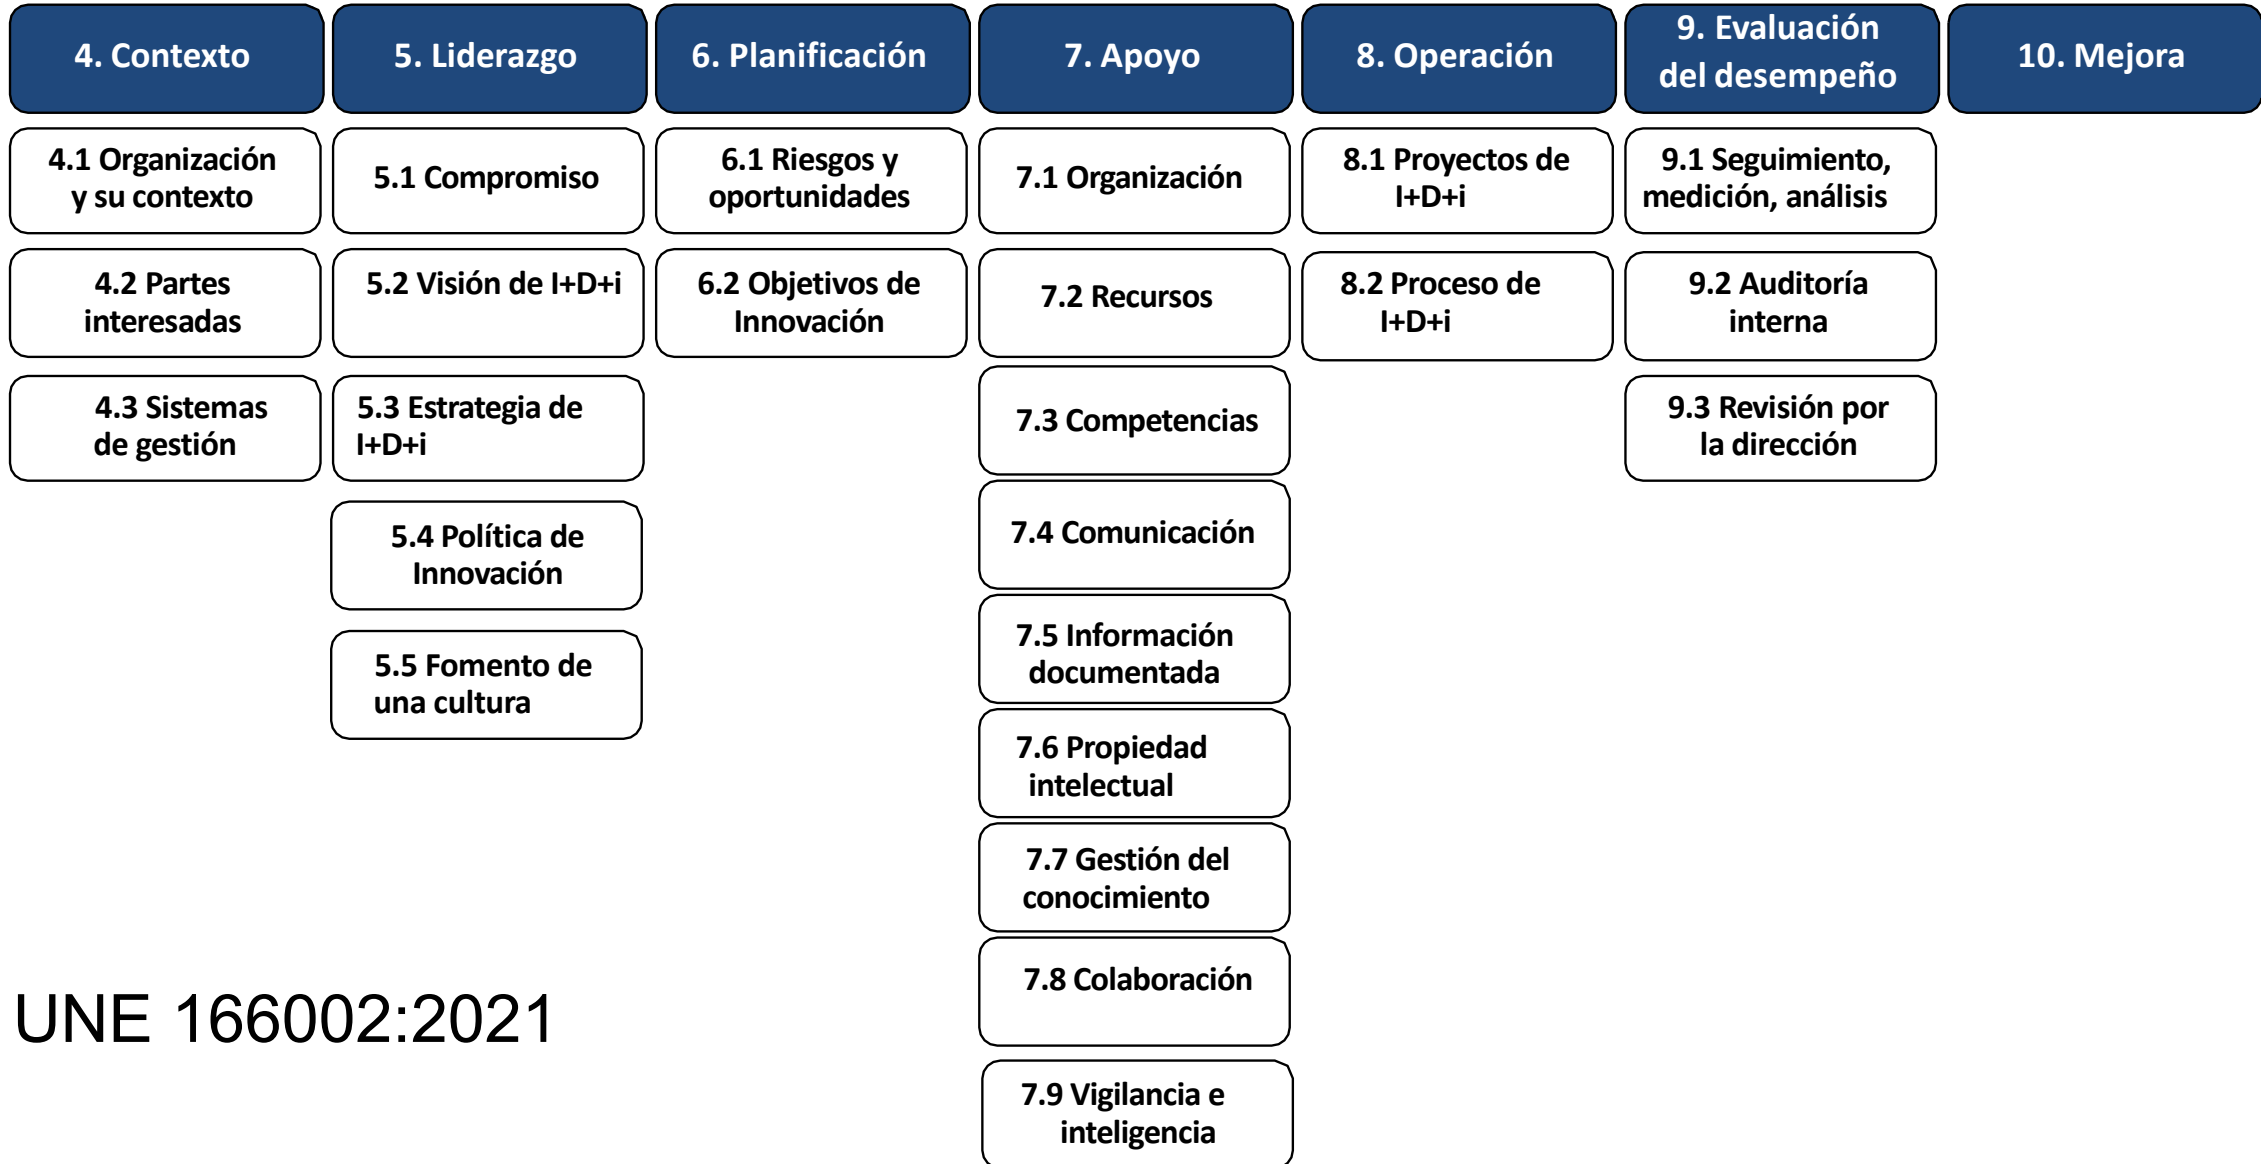 4. Contexto
4.1 Organización
y su contexto
4.2 Partes
interesadas
4.3 Sistemas
de gestión
5. Liderazgo
5.1 Compromiso
5.2 Visión de I+D+i
5.3 Estrategia de
I+D+i
5.4 Política de
Innovación
5.5 Fomento de
una cultura
6. Planificación
6.1 Riesgos y
oportunidades
6.2 Objetivos de
Innovación
7. Apoyo
7.1 Organización
7.2 Recursos
7.3 Competencias
7.4 Comunicación
7.5 Información
documentada
7.6 Propiedad
intelectual
7.7 Gestión del
conocimiento
7.8 Colaboración
7.9 Vigilancia e
inteligencia
8. Operación
8.1 Proyectos de
I+D+i
8.2 Proceso de
I+D+i
9. Evaluación
del desempeño
9.1 Seguimiento,
medición, análisis
9.2 Auditoría
interna
9.3 Revisión por
la dirección
10. Mejora
UNE 166002:2021